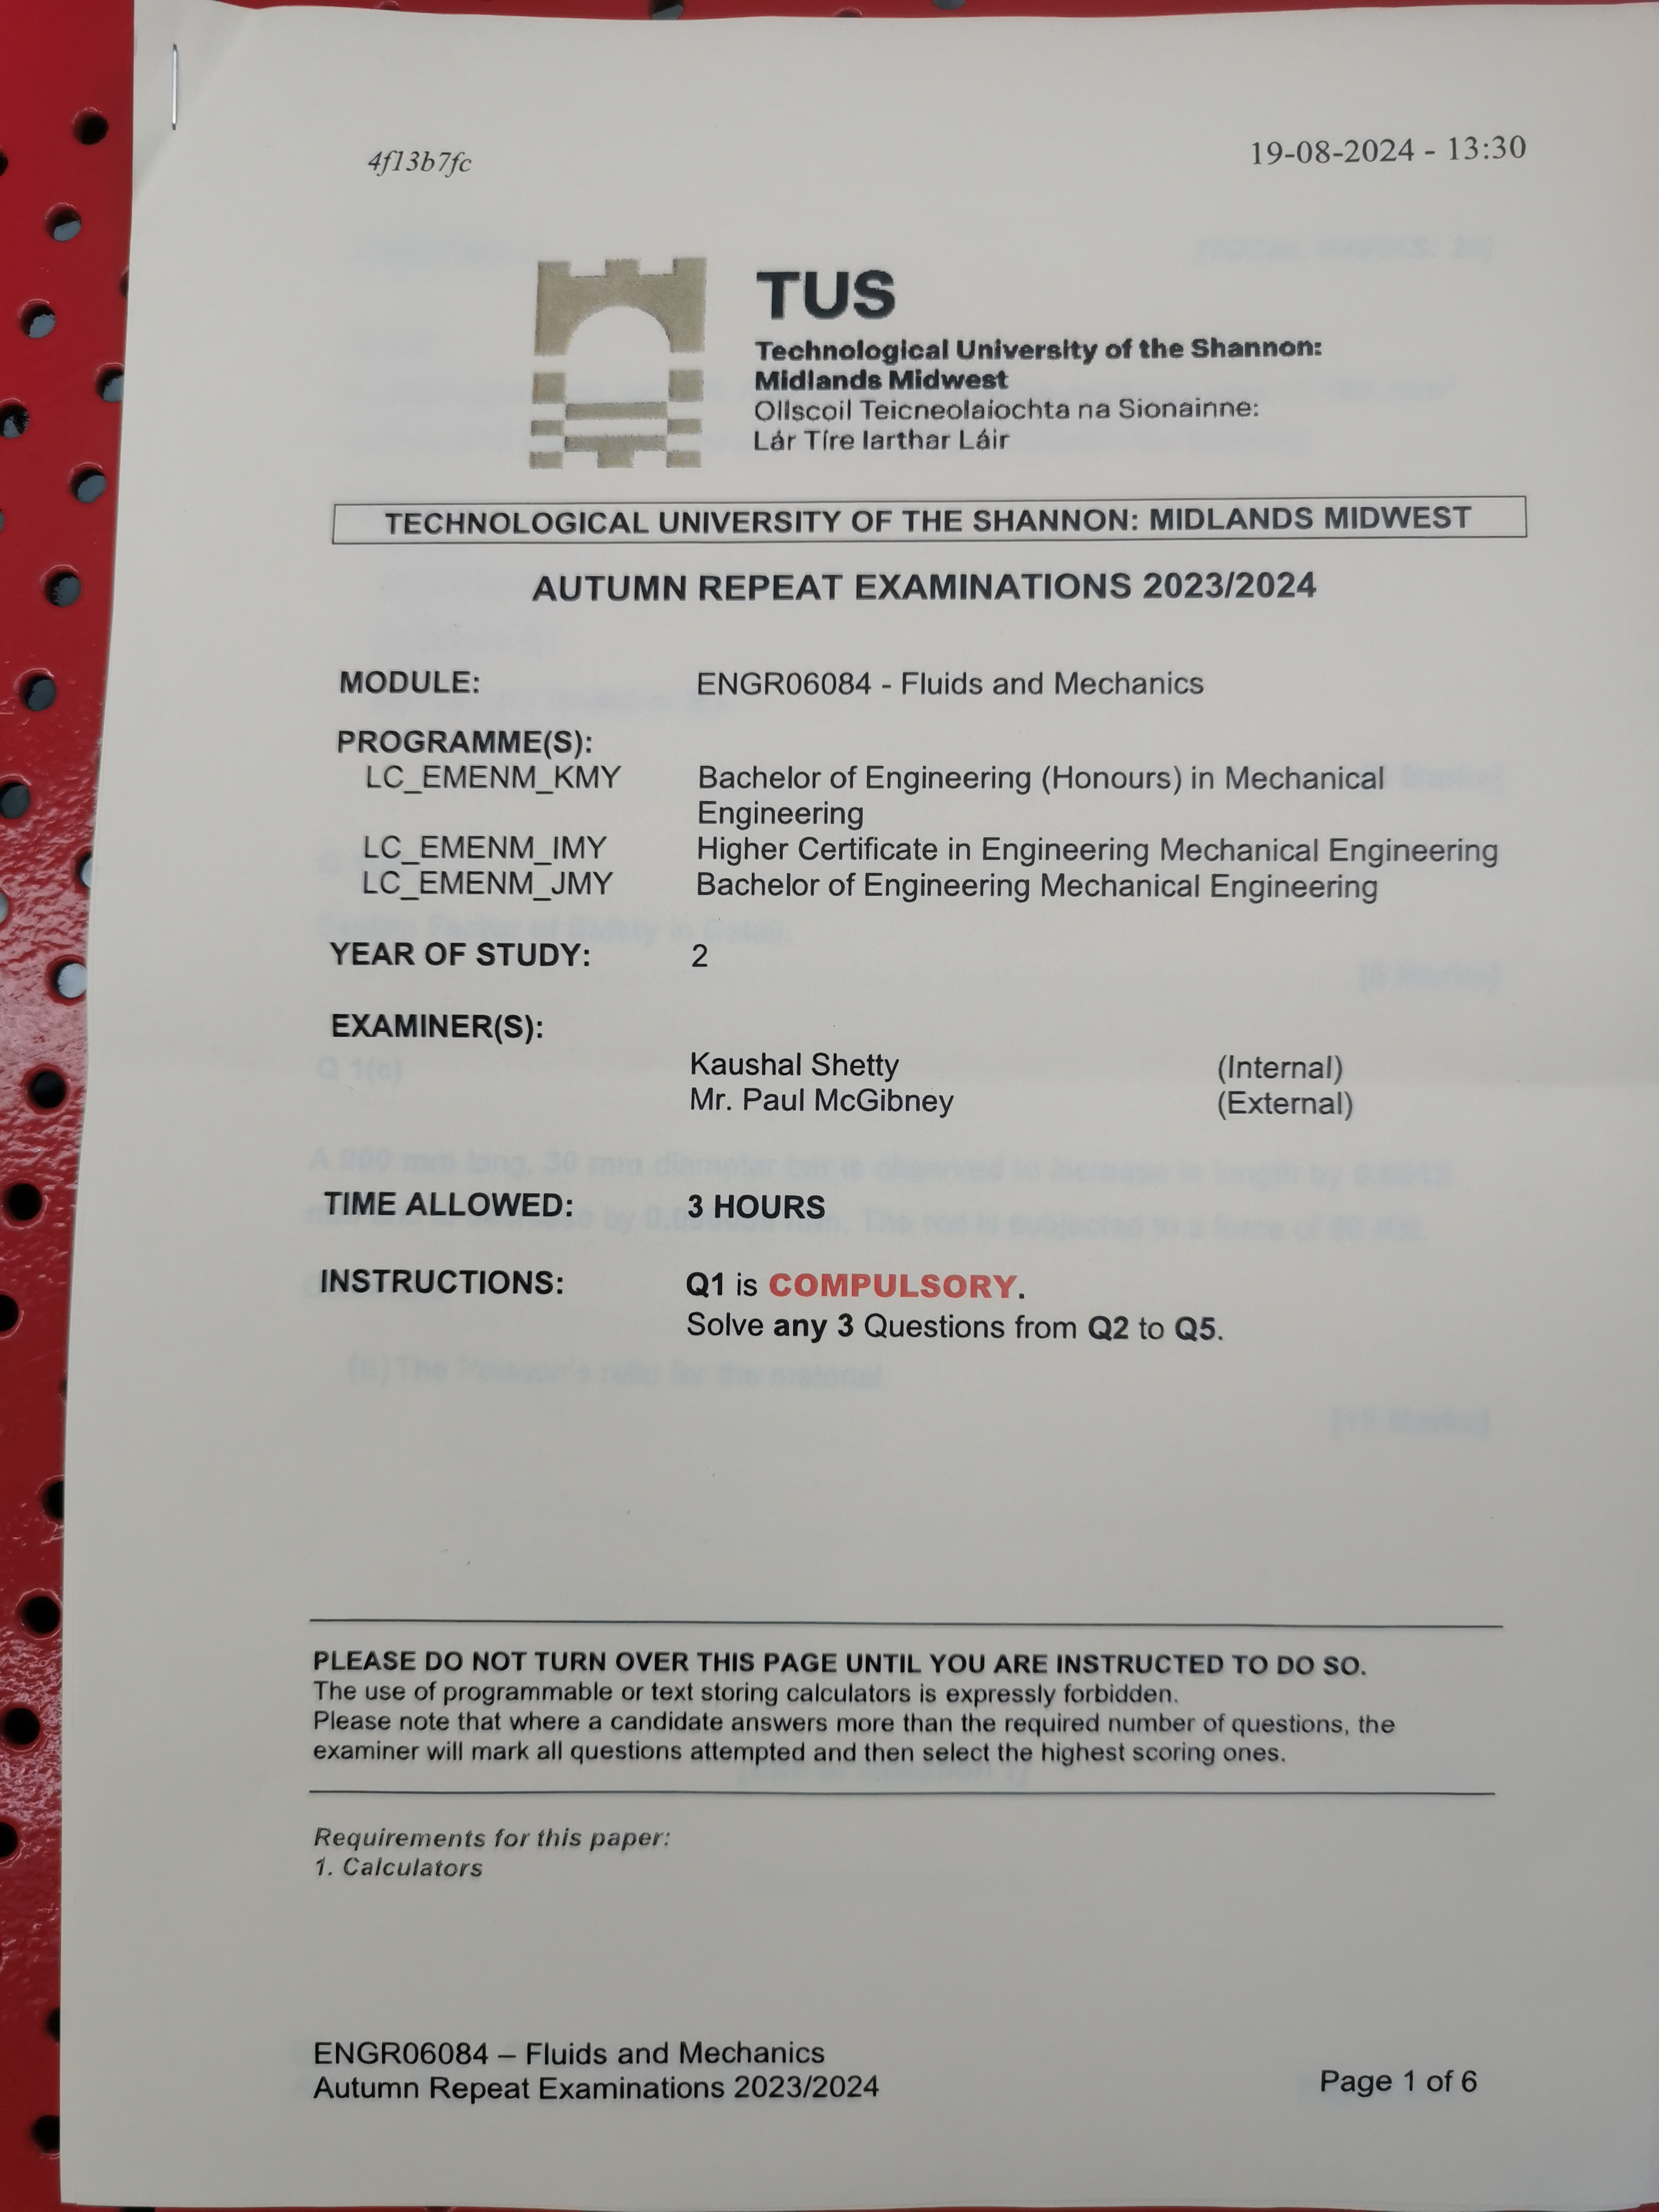 4f13b7fc
19-08-2024 - 13:30
TUS
Technological University of the Shannon:
Midlands Midwest
Ollscoil Teicneolaíochta na Sionainne:
Lár Tíre Iarthar Láir
TECHNOLOGICAL UNIVERSITY OF THE SHANNON: MIDLANDS MIDWEST
AUTUMN REPEAT EXAMINATIONS 2023/2024
MODULE: ENGR06084 - Fluids and Mechanics
PROGRAMME(S):
LC_EMENM_KMY Bachelor of Engineering (Honours) in Mechanical
Engineering
LC_EMENM_IMY Higher Certificate in Engineering Mechanical Engineering
LC_EMENM_JMY Bachelor of Engineering Mechanical Engineering
YEAR OF STUDY: 2
EXAMINER(S):
Kaushal Shetty (Internal)
Mr. Paul McGibney (External)
TIME ALLOWED: 3 HOURS
INSTRUCTIONS: Q1 is COMPULSORY.
Solve any 3 Questions from Q2 to Q5.
PLEASE DO NOT TURN OVER THIS PAGE UNTIL YOU ARE INSTRUCTED TO DO SO.
The use of programmable or text storing calculators is expressly forbidden.
Please note that where a candidate answers more than the required number of questions, the
examiner will mark all questions attempted and then select the highest scoring ones.
Requirements for this paper:
1. Calculators
ENGR06084 – Fluids and Mechanics
Autumn Repeat Examinations 2023/2024
Page 1 of 6